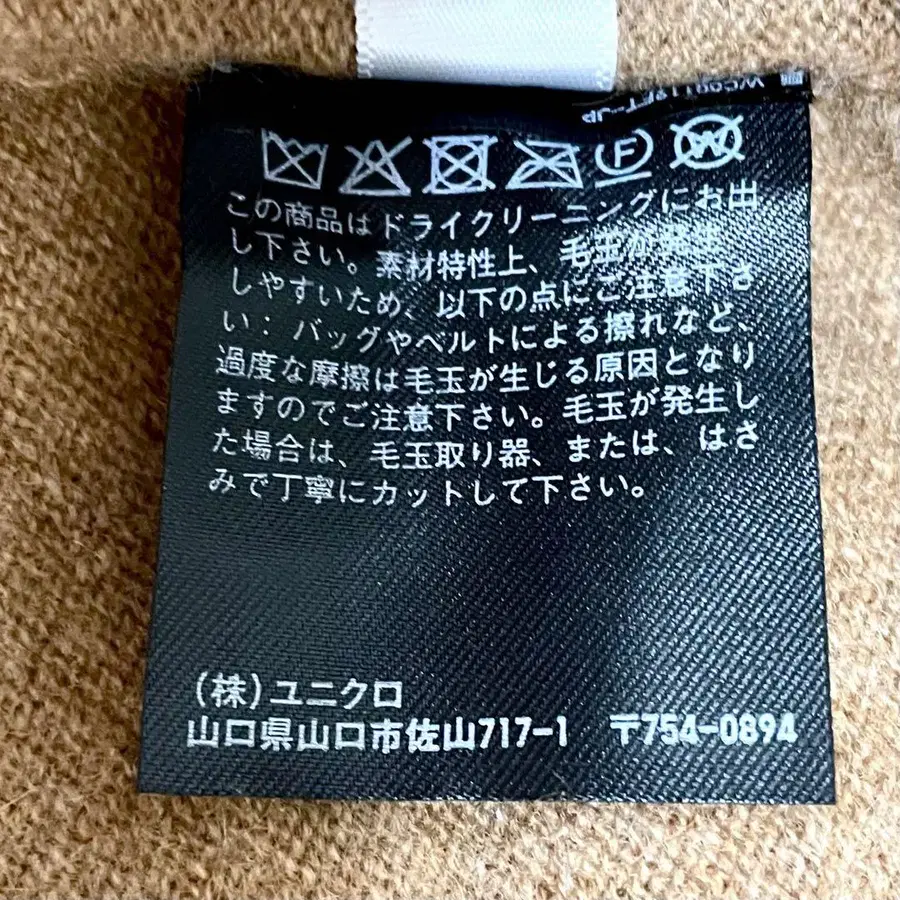 この商品はドライクリーニングにお出
し下さい。素材特性上、毛玉が発生
しやすいため、以下の点にご注意下さ
い：バッグやベルトによる擦れなど、
過度な摩擦は毛玉が生じる原因となり
ますのでご注意下さい。毛玉が発生し
た場合は、毛玉取り器、または、はさ
みで丁寧にカットして下さい。
(株)ユニクロ
山口県山口市佐山717-1 〒754-0894